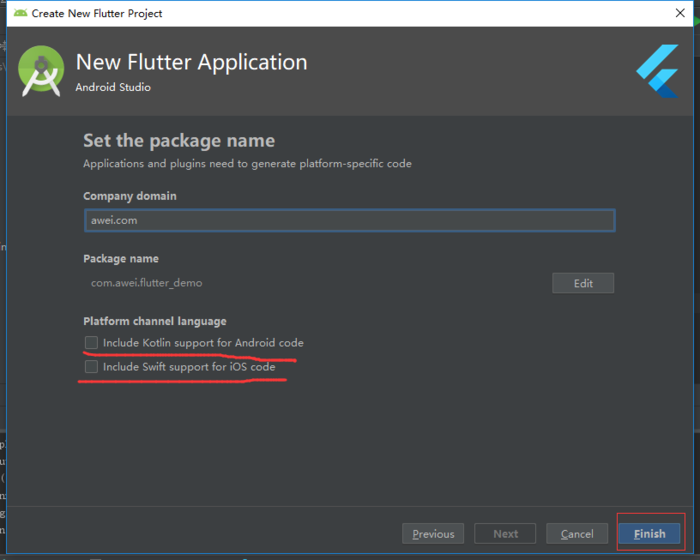 Create New Flutter Project
New Flutter Application
Android Studio
Set the package name
Applications and plugins need to generate platform-specific code
Company domain
awei.com
Package name
com.awei.flutter_demo
Edit
Platform channel language
Include Kotlin support for Android code
Include Swift support for iOS code
Previous
Next
Cancel
Finish